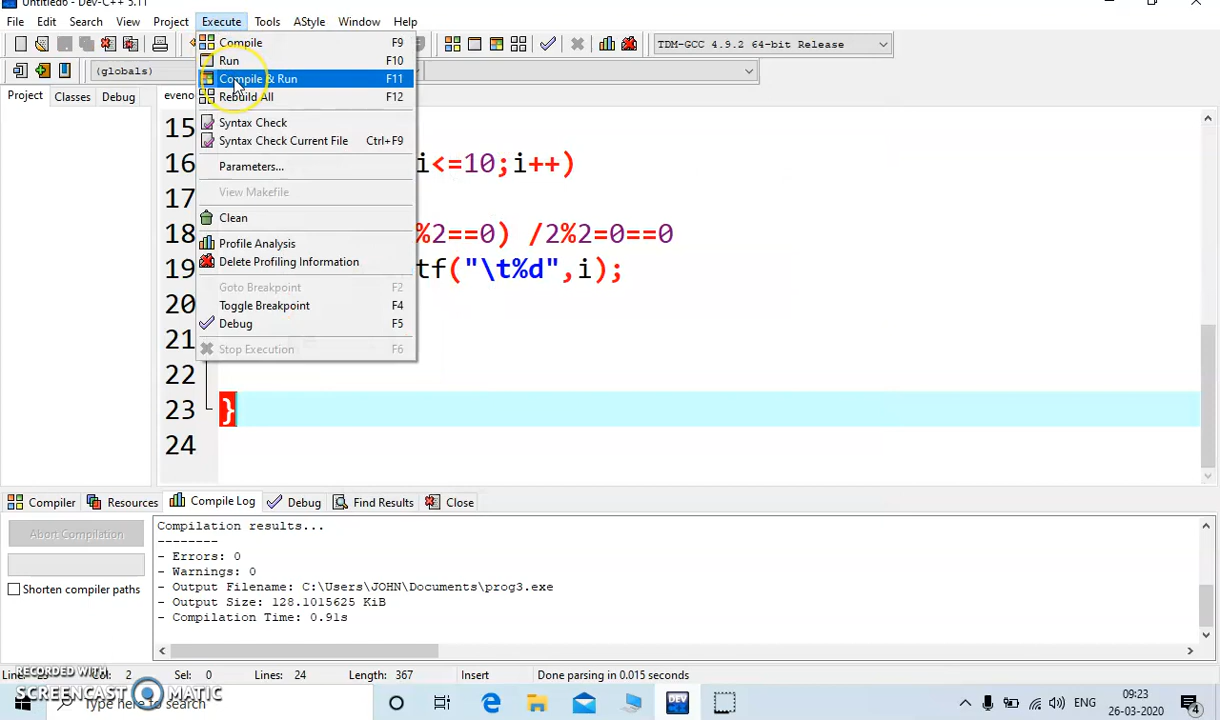 Untitled6 - Dev-C++ 5.11
File Edit Search View Project Execute Tools AStyle Window Help
TDM-GCC 4.9.2 64-bit Release
(globals)
Project Classes Debug
Compile F9
Run F10
Compile & Run F11
Rebuild All F12
Syntax Check
Syntax Check Current File Ctrl+F9
Parameters...
View Makefile
Clean
Profile Analysis
Delete Profiling Information
Goto Breakpoint F2
Toggle Breakpoint F4
Debug F5
Stop Execution F6
15
16 i<=10;i++)
17
18 %2==0) /2%2=0==0
19 tf("\t%d",i);
20
21
22
23 }
24
Compiler Resources Compile Log Debug Find Results Close
Abort Compilation
Shorten compiler paths
Compilation results...
--------
- Errors: 0
- Warnings: 0
- Output Filename: C:\Users\JOHN\Documents\prog3.exe
- Output Size: 128.1015625 KiB
- Compilation Time: 0.91s
Col: 2 Sel: 0 Lines: 24 Length: 367 Insert Done parsing in 0.015 seconds
RECORDED WITH
SCREENCAST MATIC
Type here to search
ENG
09:23
26-03-2020
4